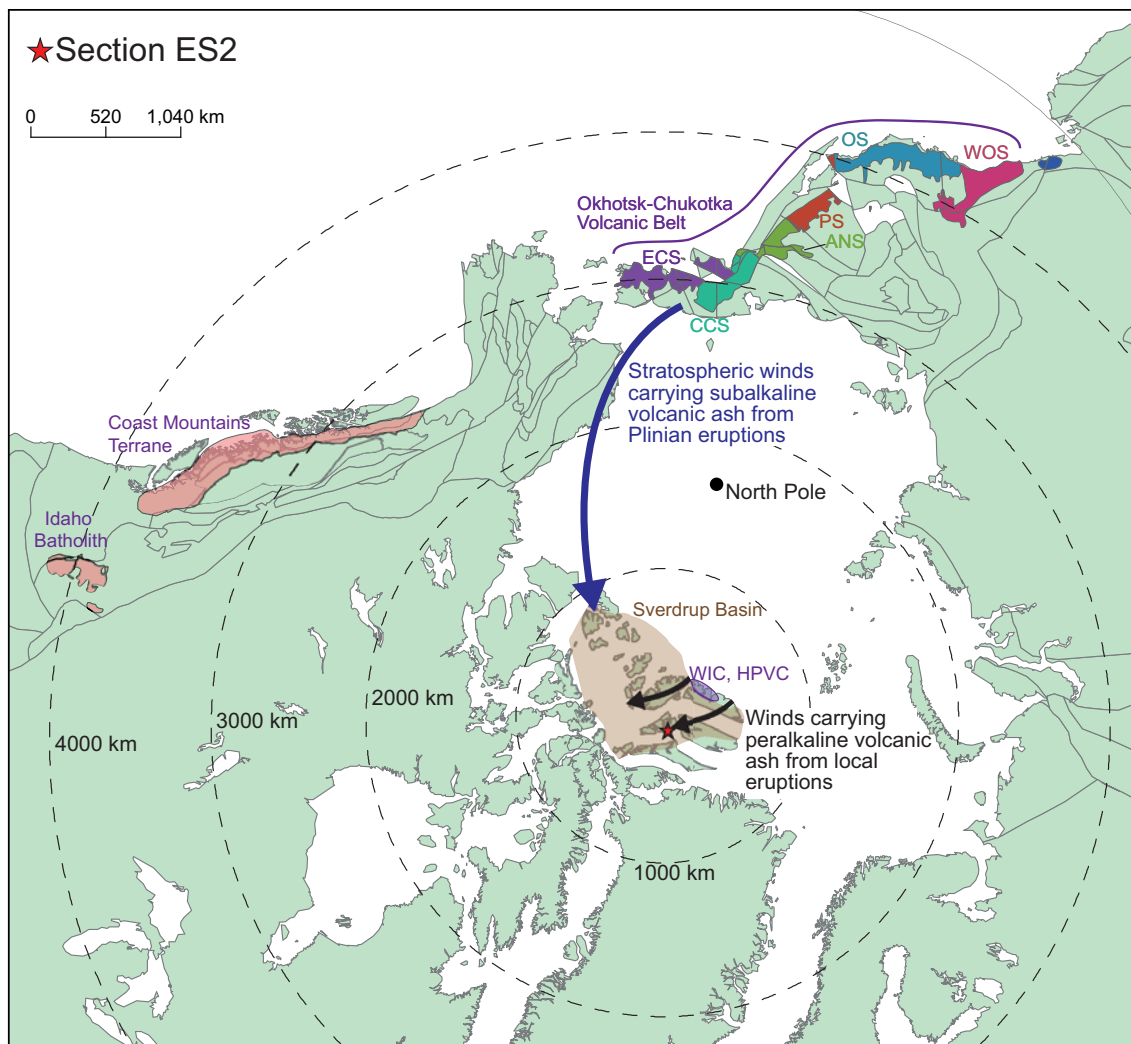 Section ES2
0 520 1,040 km
OS
WOS
Okhotsk-Chukotka
Volcanic Belt
PS
ANS
ECS
CCS
Stratospheric winds
carrying subalkaline
volcanic ash from
Plinian eruptions
Coast Mountains
Terrane
North Pole
Idaho
Batholith
Sverdrup Basin
WIC, HPVC
2000 km
3000 km
4000 km
Winds carrying
peralkaline volcanic
ash from local
eruptions
1000 km